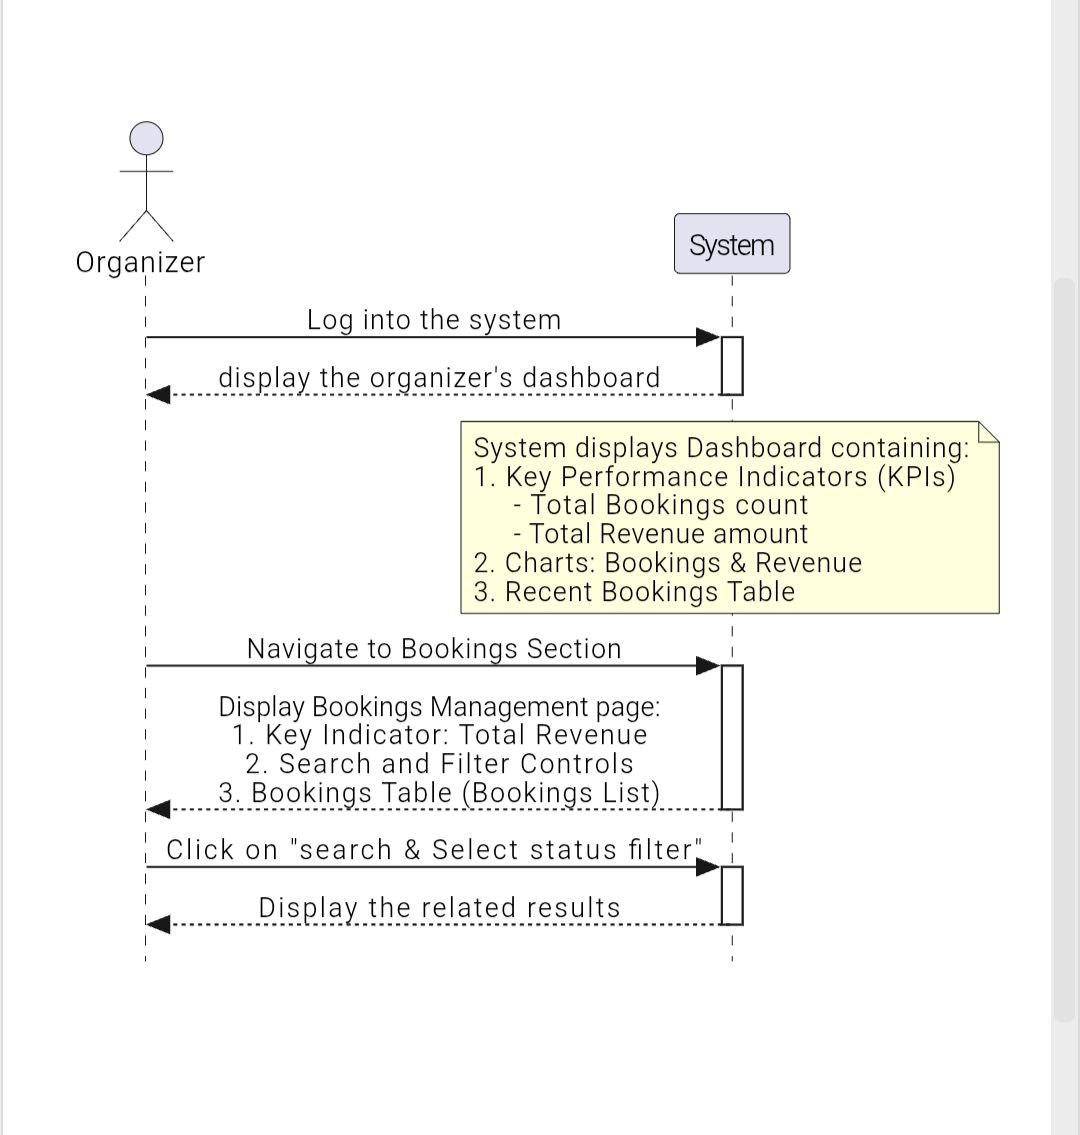 Organizer
System
Log into the system
display the organizer's dashboard
System displays Dashboard containing:
1. Key Performance Indicators (KPIs)
- Total Bookings count
- Total Revenue amount
2. Charts: Bookings & Revenue
3. Recent Bookings Table
Navigate to Bookings Section
Display Bookings Management page:
1. Key Indicator: Total Revenue
2. Search and Filter Controls
3. Bookings Table (Bookings List)
Click on "search & Select status filter"
Display the related results